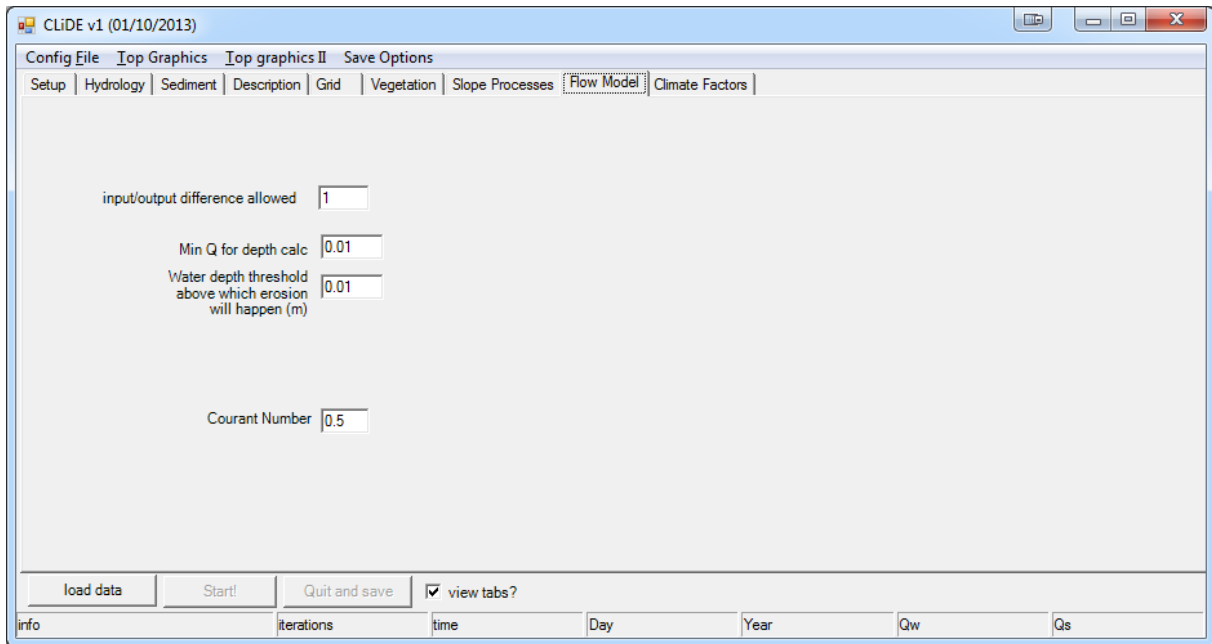 CLiDE v1 (01/10/2013)
Config File Top Graphics Top graphics II Save Options
Setup Hydrology Sediment Description Grid Vegetation Slope Processes Flow Model Climate Factors
input/output difference allowed 1
Min Q for depth calc 0.01
Water depth threshold
above which erosion 0.01
will happen (m)
Courant Number 0.5
load data Start! Quit and save view tabs?
info iterations time Day Year Qw Qs